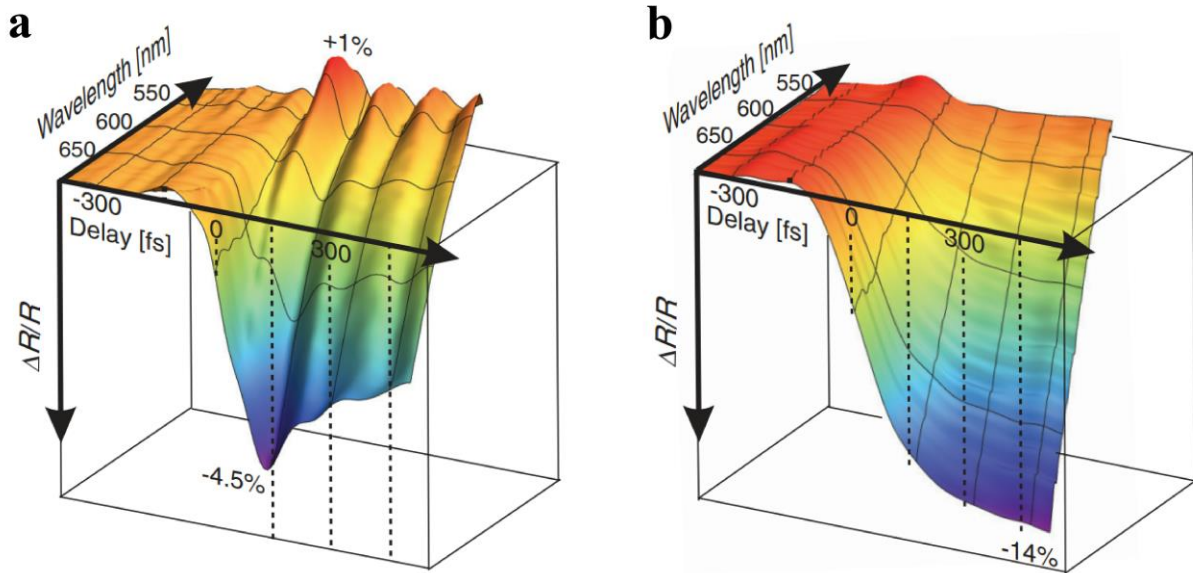 a
+1%
Wavelength [nm]
550
600
650
-300
0
300
Delay [fs]
ΔR/R
-4.5%
b
Wavelength [nm]
550
600
650
-300
0
300
Delay [fs]
ΔR/R
-14%